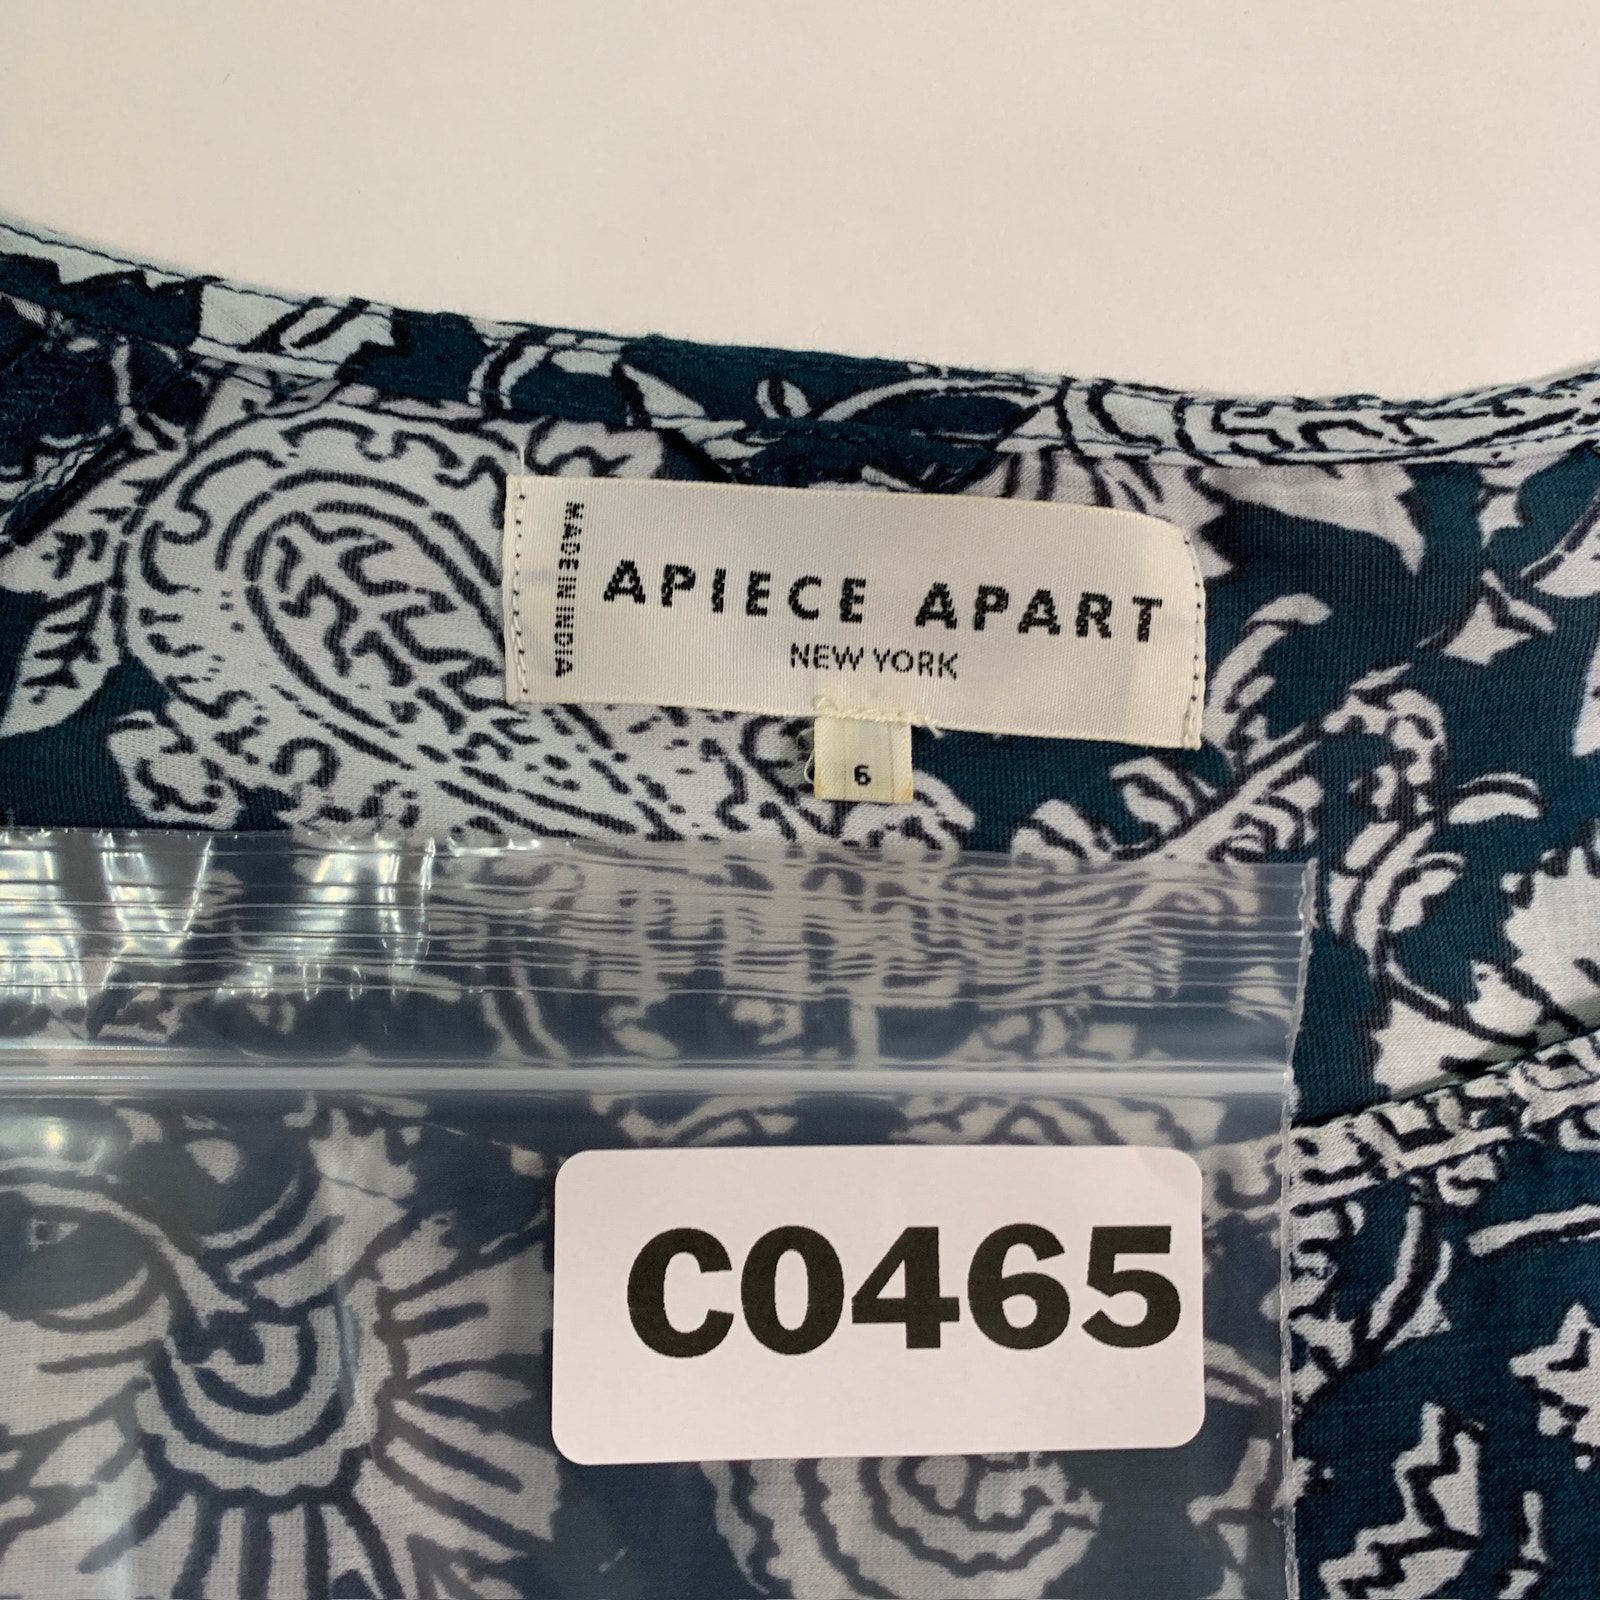 MADE IN INDIA
APIECE APART
NEW YORK
6
C0465